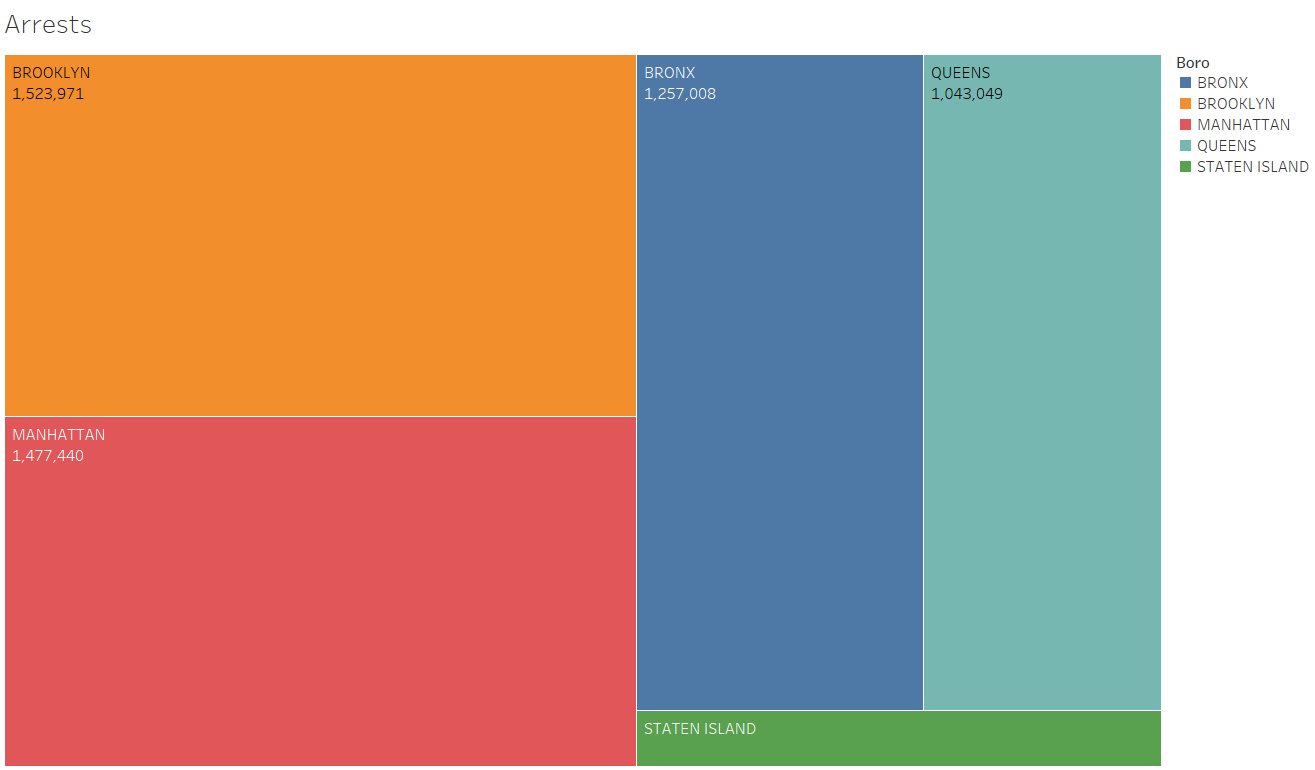 Arrests
BROOKLYN
1,523,971
MANHATTAN
1,477,440
BRONX
1,257,008
QUEENS
1,043,049
STATEN ISLAND
Boro
BRONX
BROOKLYN
MANHATTAN
QUEENS
STATEN ISLAND